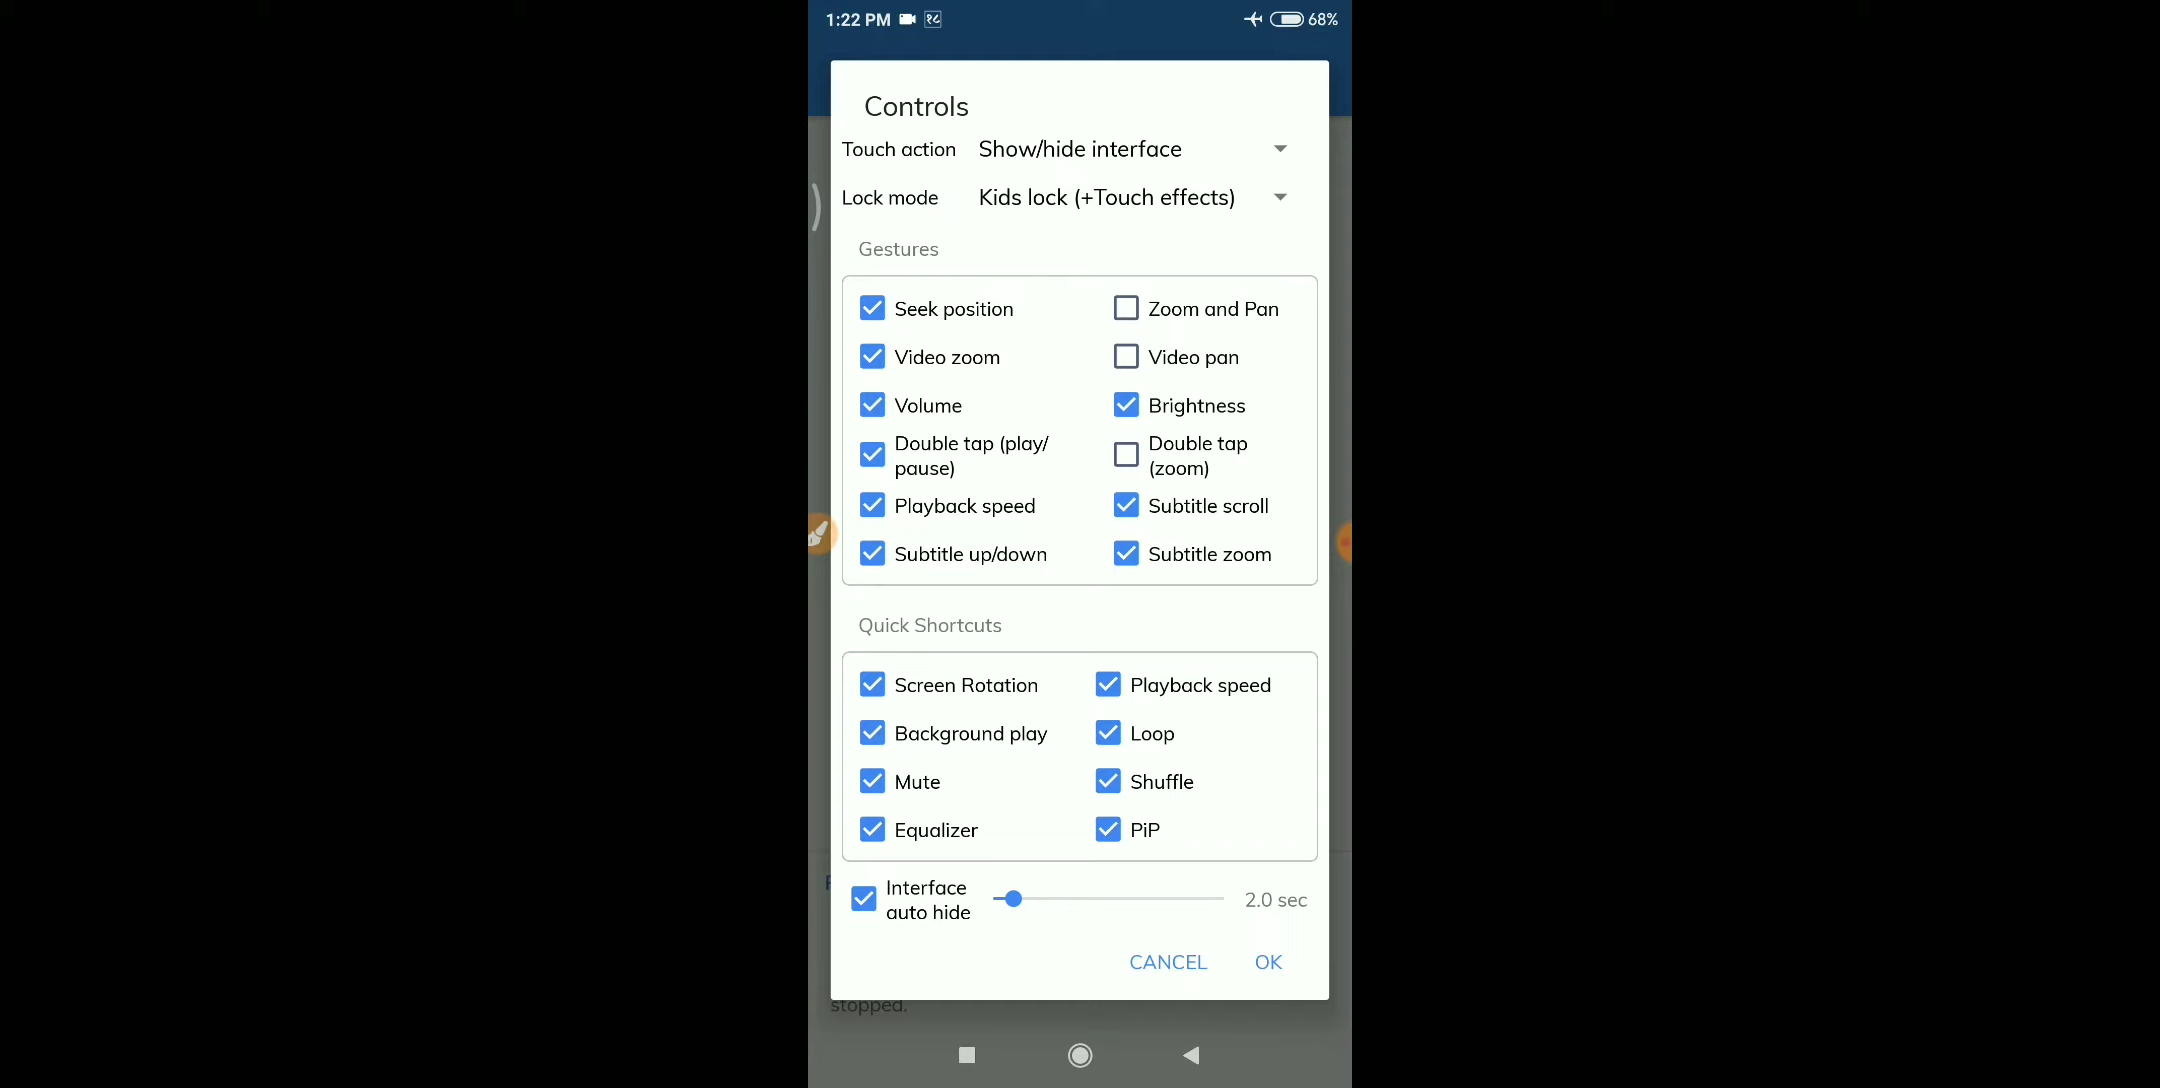 1:22 PM १८ 68%
Controls
Touch action Show/hide interface
Lock mode Kids lock (+Touch effects)
Gestures
Seek position Zoom and Pan
Video zoom Video pan
Volume Brightness
Double tap (play/
pause)
Double tap
(zoom)
Playback speed Subtitle scroll
Subtitle up/down Subtitle zoom
Quick Shortcuts
Screen Rotation Playback speed
Background play Loop
Mute Shuffle
Equalizer PiP
Interface
auto hide
2.0 sec
CANCEL OK
stopped.